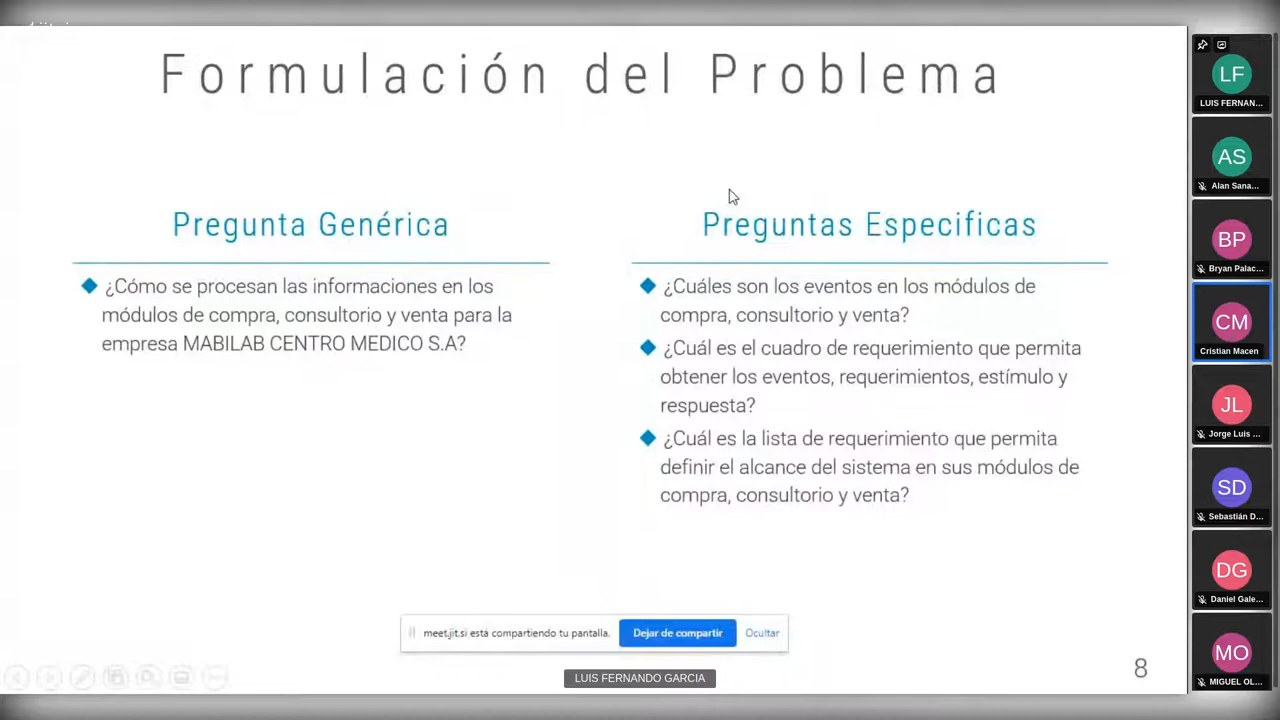 Formulación del Problema
Pregunta Genérica
¿Cómo se procesan las informaciones en los
módulos de compra, consultorio y venta para la
empresa MABILAB CENTRO MEDICO S.A?
Preguntas Específicas
¿Cuáles son los eventos en los módulos de
compra, consultorio y venta?
¿Cuál es el cuadro de requerimiento que permita
obtener los eventos, requerimientos, estímulo y
respuesta?
¿Cuál es la lista de requerimiento que permita
definir el alcance del sistema en sus módulos de
compra, consultorio y venta?
meet.jit.si está compartiendo tu pantalla.
Dejar de compartir
Ocultar
8
LUIS FERNANDO GARCIA
LF
LUIS FERNAN...
AS
Alan Sana...
BP
Bryan Palac...
CM
Cristian Macen
JL
Jorge Luis ...
SD
Sebastián D...
DG
Daniel Gale...
MO
MIGUEL OL...